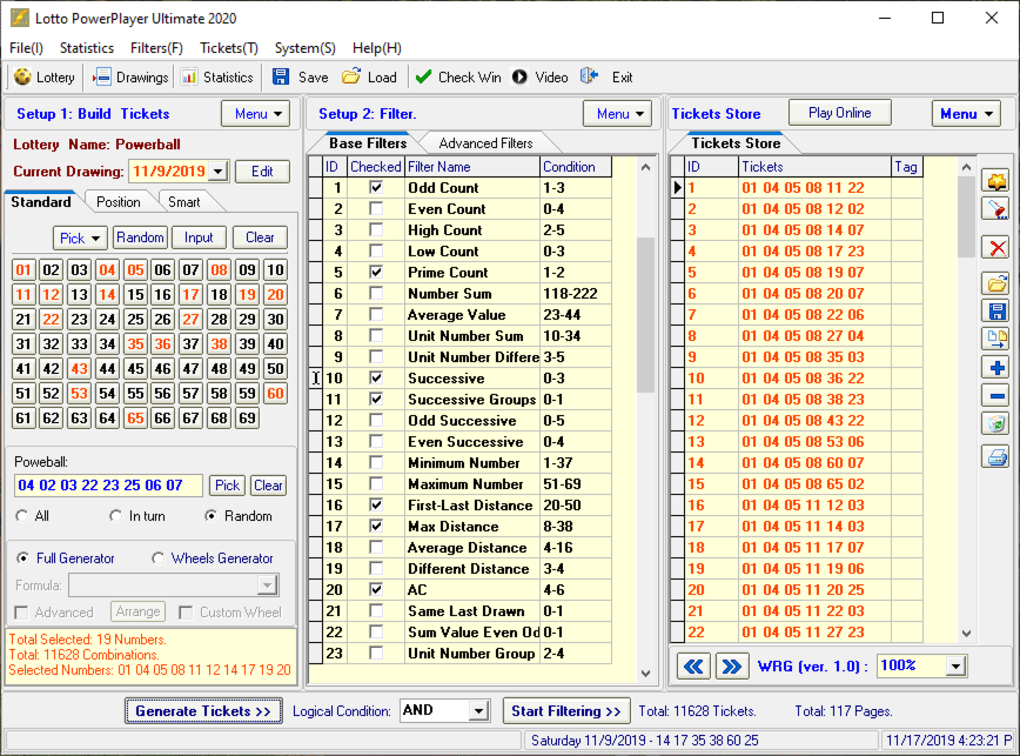 Lotto PowerPlayer Ultimate 2020
File(I) Statistics Filters(F) Tickets(T) System(S) Help(H)
Lottery Drawings Statistics Save Load Check Win Video Exit
Setup 1: Build Tickets Menu
Lottery Name: Powerball
Current Drawing: 11/9/2019 Edit
Standard Position Smart
Pick Random Input Clear
01 02 03 04 05 06 07 08 09 10
11 12 13 14 15 16 17 18 19 20
21 22 23 24 25 26 27 28 29 30
31 32 33 34 35 36 37 38 39 40
41 42 43 44 45 46 47 48 49 50
51 52 53 54 55 56 57 58 59 60
61 62 63 64 65 66 67 68 69
Poweball:
04 02 03 22 23 25 06 07 Pick Clear
All In turn Random
Full Generator Wheels Generator
Formula:
Advanced Arrange Custom Wheel
Total Selected: 19 Numbers.
Total: 11628 Combinations.
Selected Numbers: 01 04 05 08 11 12 14 17 19 20
Setup 2: Filter. Menu
Base Filters Advanced Filters
ID Checked Filter Name Condition
1 Odd Count 1-3
2 Even Count 0-4
3 High Count 2-5
4 Low Count 0-3
5 Prime Count 1-2
6 Number Sum 118-222
7 Average Value 23-44
8 Unit Number Sum 10-34
9 Unit Number Differe 3-5
10 Successive 0-3
11 Successive Groups 0-1
12 Odd Successive 0-5
13 Even Successive 0-4
14 Minimum Number 1-37
15 Maximum Number 51-69
16 First-Last Distance 20-50
17 Max Distance 8-38
18 Average Distance 4-16
19 Different Distance 3-4
20 AC 4-6
21 Same Last Drawn 0-1
22 Sum Value Even Od 0-1
23 Unit Number Group 2-4
Tickets Store Play Online Menu
Tickets Store
ID Tickets Tag
1 01 04 05 08 11 22
2 01 04 05 08 12 02
3 01 04 05 08 14 07
4 01 04 05 08 17 23
5 01 04 05 08 19 07
6 01 04 05 08 20 07
7 01 04 05 08 22 06
8 01 04 05 08 27 04
9 01 04 05 08 35 03
10 01 04 05 08 36 22
11 01 04 05 08 38 23
12 01 04 05 08 43 22
13 01 04 05 08 53 06
14 01 04 05 08 60 07
15 01 04 05 08 65 02
16 01 04 05 11 12 03
17 01 04 05 11 14 03
18 01 04 05 11 17 07
19 01 04 05 11 19 06
20 01 04 05 11 20 25
21 01 04 05 11 22 03
22 01 04 05 11 27 23
WRG (ver. 1.0) : 100%
Generate Tickets >> Logical Condition: AND Start Filtering >> Total: 11628 Tickets. Total: 117 Pages.
Saturday 11/9/2019 - 14 17 35 38 60 25 11/17/2019 4:23:21 P